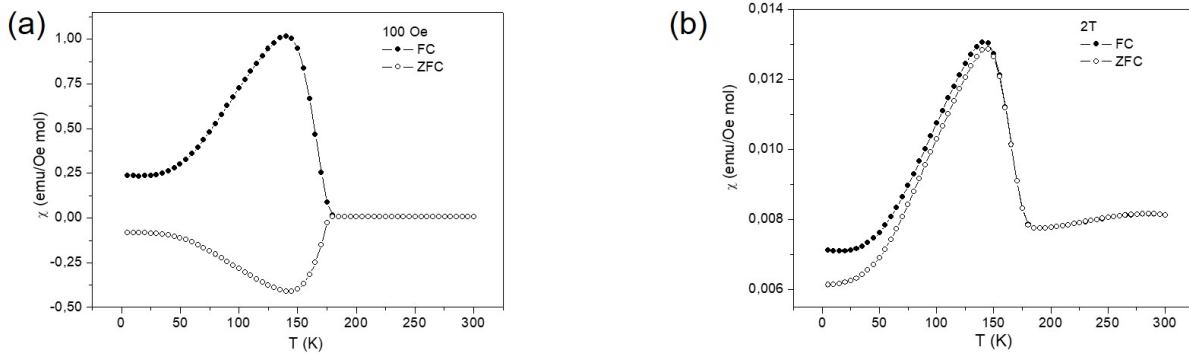 (a)
100 Oe
FC
ZFC
χ (emu/Oe mol)
1,00
0,75
0,50
0,25
0,00
-0,25
-0,50
0
50
100
150
200
250
300
T (K)
(b)
2T
FC
ZFC
χ (emu/Oe mol)
0,014
0,012
0,010
0,008
0,006
0
50
100
150
200
250
300
T (K)